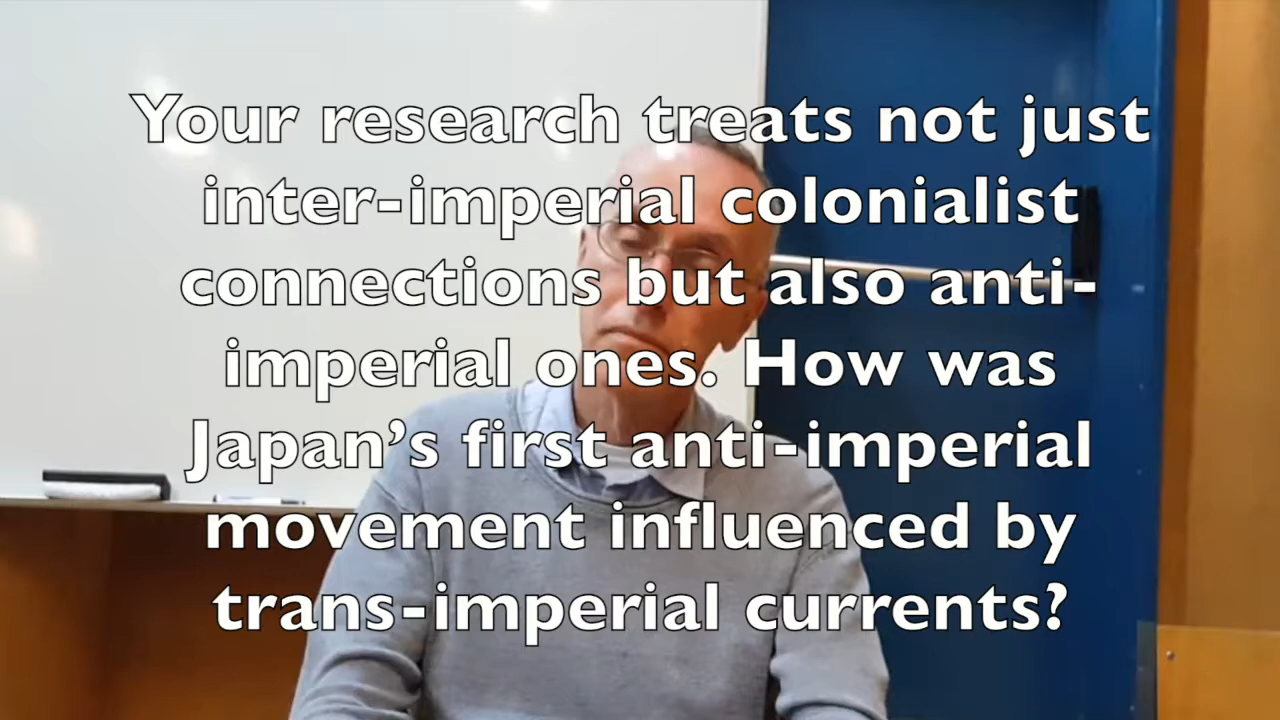 Your research treats not just
inter-imperial colonialist
connections but also anti-
imperial ones. How was
Japan’s first anti-imperial
movement influenced by
trans-imperial currents?